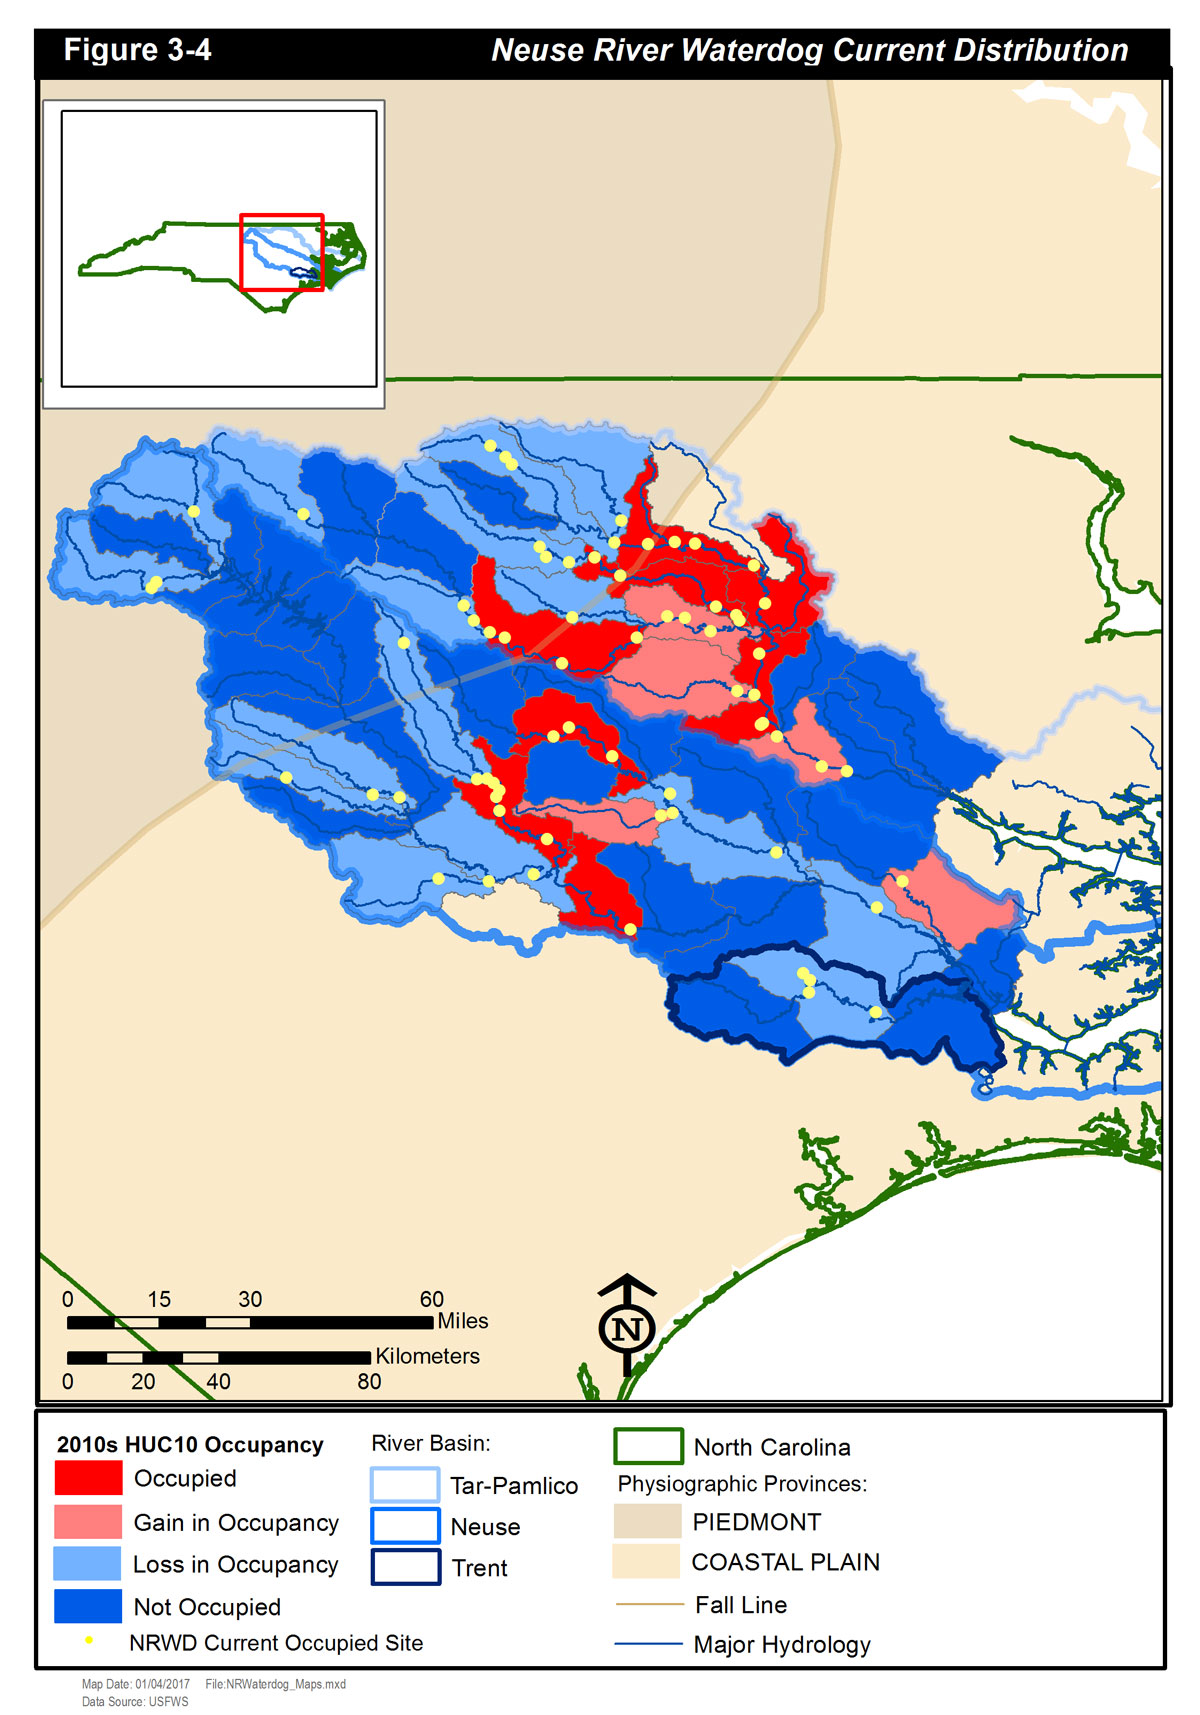 Figure 3-4
Neuse River Waterdog Current Distribution
0 15 30 60
Miles
Kilometers
0 20 40 80
N
2010s HUC10 Occupancy
Occupied
Gain in Occupancy
Loss in Occupancy
Not Occupied
NRWD Current Occupied Site
River Basin:
Tar-Pamlico
Neuse
Trent
North Carolina
Physiographic Provinces:
PIEDMONT
COASTAL PLAIN
Fall Line
Major Hydrology
Map Date: 01/04/2017 File:NRWaterdog_Maps.mxd
Data Source: USFWS